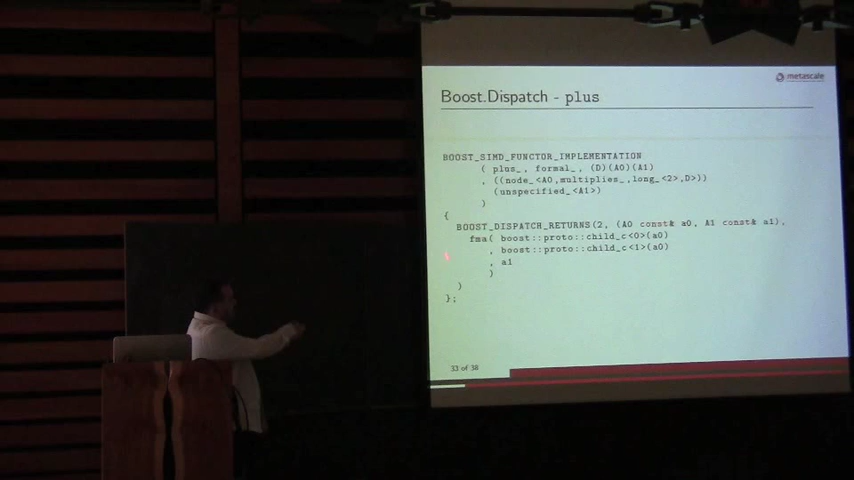 metascale
Boost.Dispatch - plus
BOOST_SIMD_FUNCTOR_IMPLEMENTATION
( plus_, formal_, (D)(A0)(A1)
, ((node_<A0,multiplies_,long_<2>,D>))
(unspecified_<A1>)
)
{
BOOST_DISPATCH_RETURNS(2, (A0 const& a0, A1 const& a1),
fma( boost::proto::child_c<0>(a0)
, boost::proto::child_c<1>(a0)
, a1
)
)
};
33 of 38